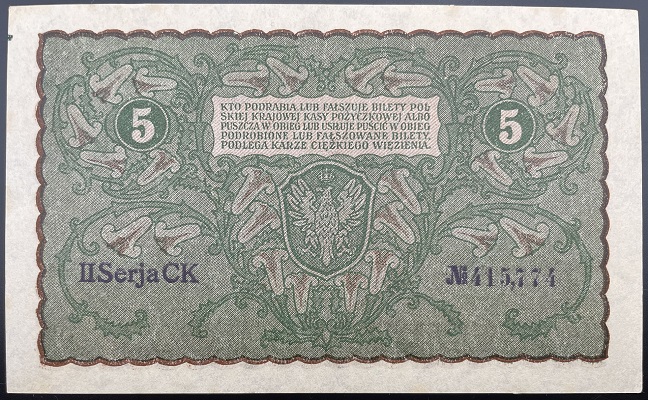 KTO PODRABIA LUB FAŁSZUJE BILETY POL
SKIEJ KRAJOWEJ KASY POŻYCZKOWEJ ALBO
PUSZCZA W OBIEG LUB USIŁUJE PUŚCIĆ W OBIEG
PODROBIONE LUB FAŁSZOWANE BILETY,
PODLEGA KARZE CIĘŻKIEGO WIĘZIENIA.
5 5
II Serja CK № 415,774